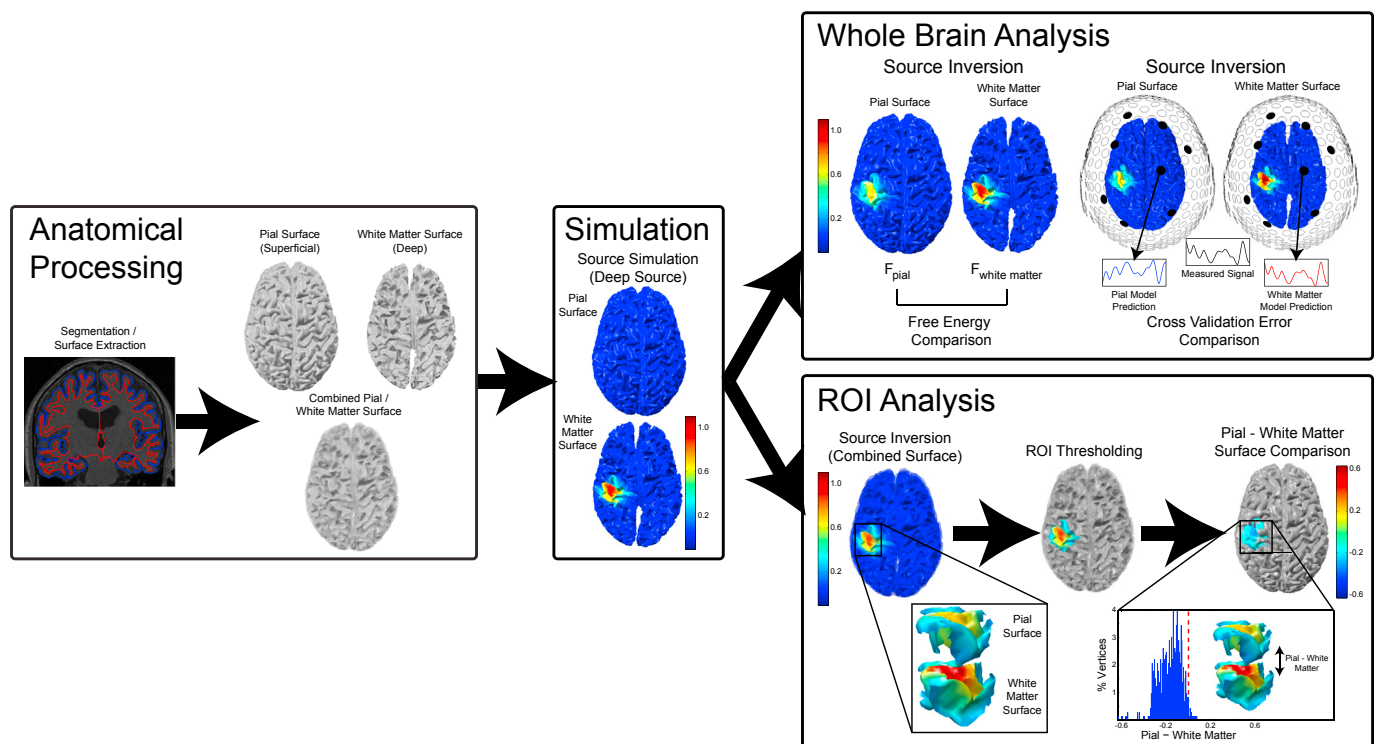 Anatomical
Processing
Pial Surface
(Superficial)
White Matter Surface
(Deep)
Segmentation /
Surface Extraction
Combined Pial /
White Matter Surface
Simulation
Source Simulation
(Deep Source)
Pial
Surface
White
Matter
Surface
1.0
0.6
0.2
Whole Brain Analysis
Source Inversion
Pial Surface
White Matter
Surface
1.0
0.6
0.2
Fpial
Fwhite matter
Free Energy
Comparison
Source Inversion
Pial Surface
White Matter Surface
Measured Signal
Pial Model
Prediction
White Matter
Model Prediction
Cross Validation Error
Comparison
ROI Analysis
Source Inversion
(Combined Surface)
1.0
0.6
0.2
Pial
Surface
White
Matter
Surface
ROI Thresholding
Pial - White Matter
Surface Comparison
0.6
0.2
-0.2
-0.6
% Vertices
4
3
2
1
-0.6
-0.2
0.2
0.6
Pial − White Matter
Pial - White
Matter